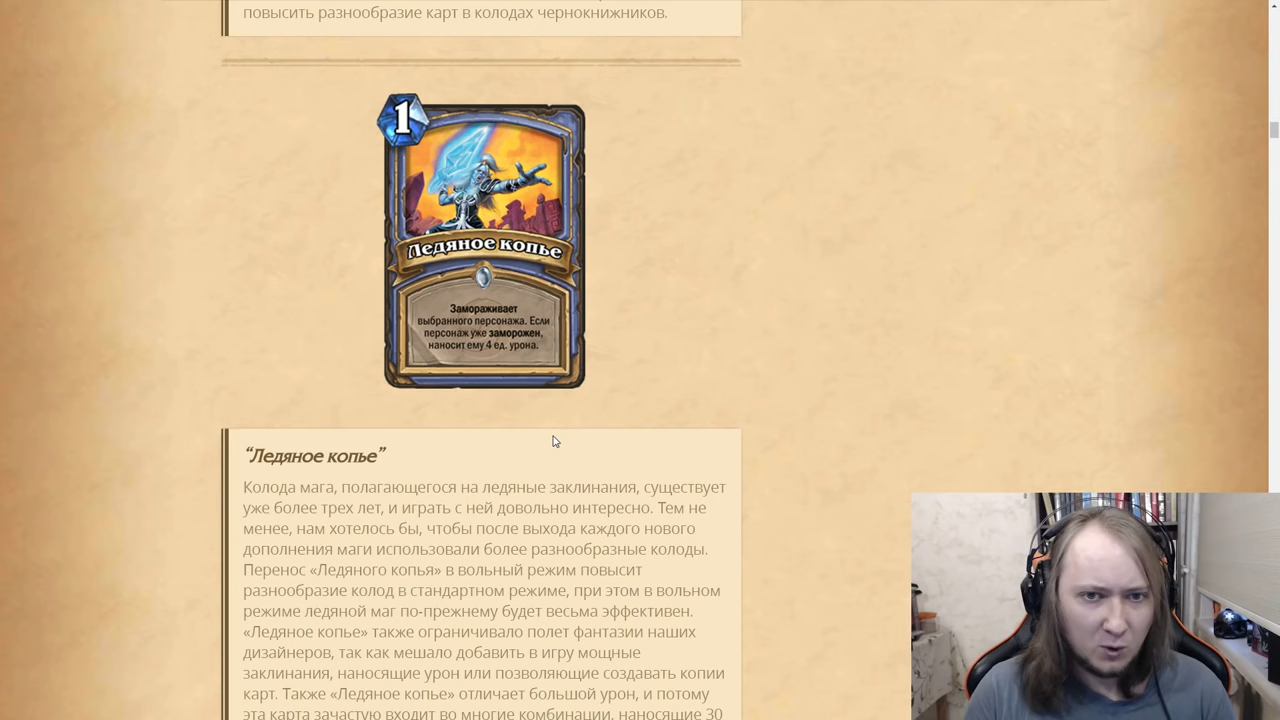 повысить разнообразие карт в колодах чернокнижников.
1
Ледяное копье
Замораживает
выбранного персонажа. Если
персонаж уже заморожен,
наносит ему 4 ед. урона.
“Ледяное копье”
Колода мага, полагающегося на ледяные заклинания, существует
уже более трех лет, и играть с ней довольно интересно. Тем не
менее, нам хотелось бы, чтобы после выхода каждого нового
дополнения маги использовали более разнообразные колоды.
Перенос «Ледяного копья» в вольный режим повысит
разнообразие колод в стандартном режиме, при этом в вольном
режиме ледяной маг по-прежнему будет весьма эффективен.
«Ледяное копье» также ограничивало полет фантазии наших
дизайнеров, так как мешало добавить в игру мощные
заклинания, наносящие урон или позволяющие создавать копии
карт. Также «Ледяное копье» отличает большой урон, и потому
эта карта зачастую входит во многие комбинации, наносящие 30